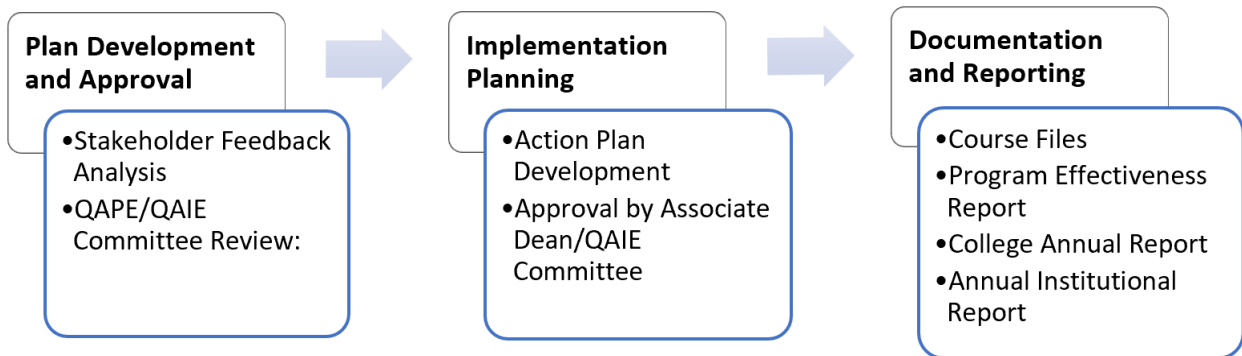 Plan Development
and Approval
•Stakeholder Feedback
Analysis
•QAPE/QAIE
Committee Review:
Implementation
Planning
•Action Plan
Development
•Approval by Associate
Dean/QAIE
Committee
Documentation
and Reporting
•Course Files
•Program Effectiveness
Report
•College Annual Report
•Annual Institutional
Report